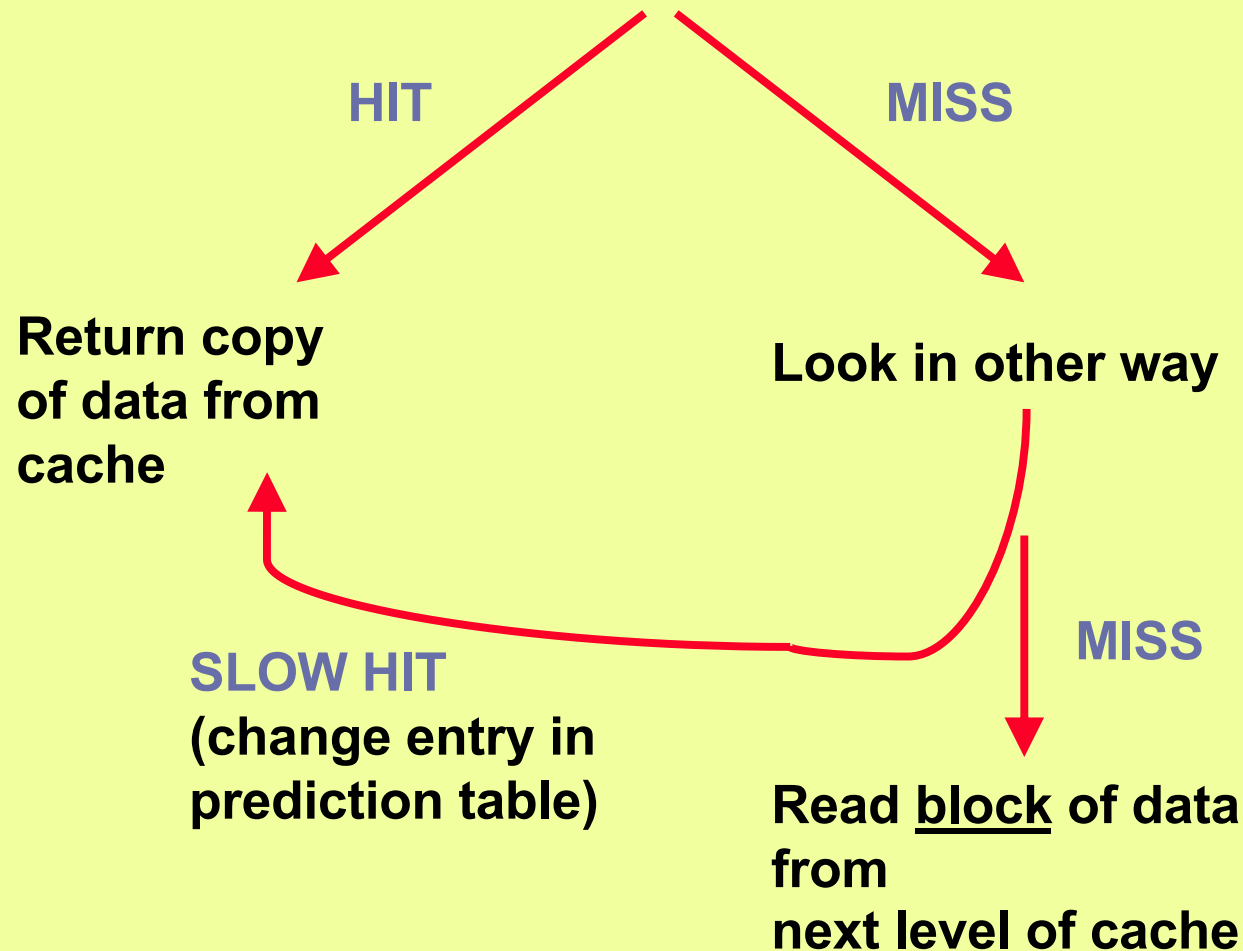 HIT
MISS
Return copy
of data from
cache
Look in other way
SLOW HIT
(change entry in
prediction table)
MISS
Read block of data
from
next level of cache